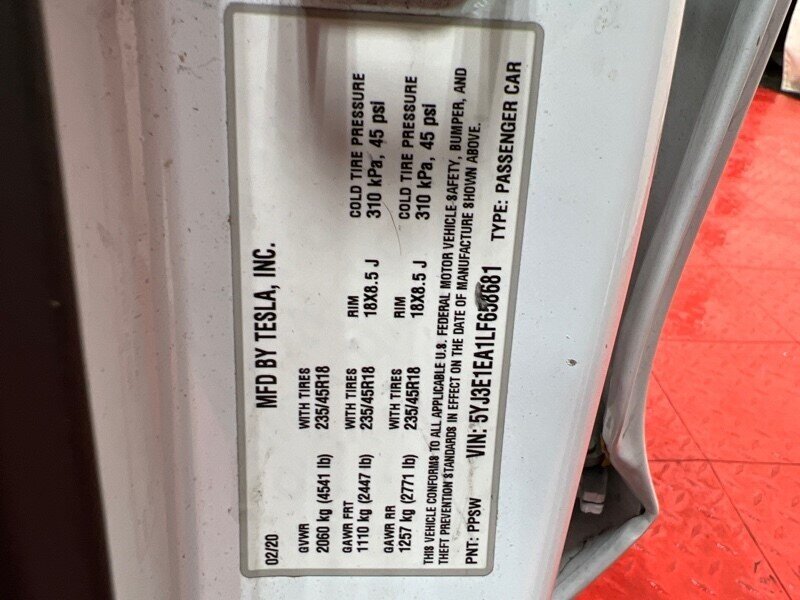 MFD BY TESLA, INC.
02/20
GVWR WITH TIRES
2060 kg (4541 lb) 235/45R18
GAWR FRT WITH TIRES RIM COLD TIRE PRESSURE
1110 kg (2447 lb) 235/45R18 18X8.5 J 310 kPa, 45 psi
GAWR RR WITH TIRES RIM COLD TIRE PRESSURE
1257 kg (2771 lb) 235/45R18 18X8.5 J 310 kPa, 45 psi
THIS VEHICLE CONFORMS TO ALL APPLICABLE U.S. FEDERAL MOTOR VEHICLE SAFETY, BUMPER, AND
THEFT PREVENTION STANDARDS IN EFFECT ON THE DATE OF MANUFACTURE SHOWN ABOVE.
PNT: PPSW VIN: 5YJ3E1EA1LF658681 TYPE: PASSENGER CAR